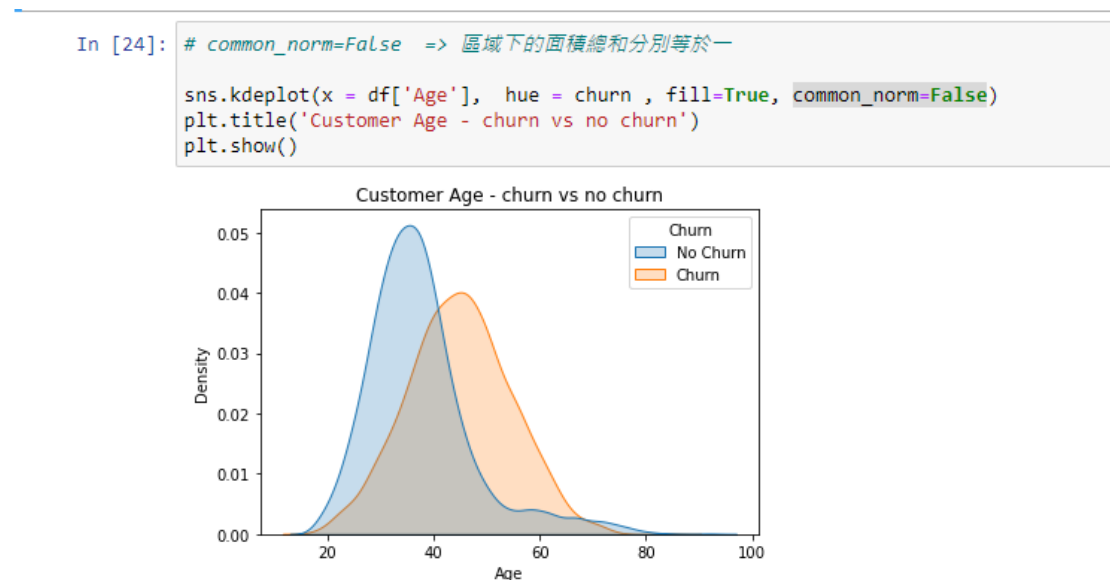 In [24]: # common_norm=False => 區域下的面積總和分別等於一
sns.kdeplot(x = df['Age'], hue = churn , fill=True, common_norm=False)
plt.title('Customer Age - churn vs no churn')
plt.show()
Customer Age - churn vs no churn
Churn
No Churn
Churn
0.05
0.04
0.03
0.02
0.01
0.00
Density
20 40 60 80 100
Age